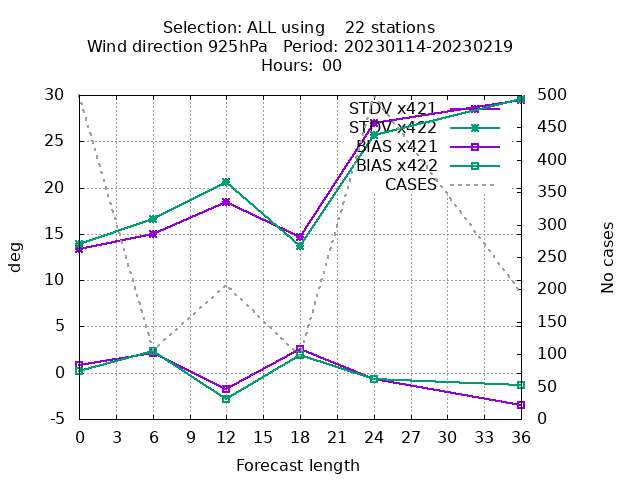 Selection: ALL using    22 stations
Wind direction 925hPa   Period: 20230114-20230219
Hours: 00
STDV x421
STDV x422
BIAS x421
BIAS x422
CASES
30
25
20
15
10
5
0
-5
deg
500
450
400
350
300
250
200
150
100
50
0
No cases
0 3 6 9 12 15 18 21 24 27 30 33 36
Forecast length